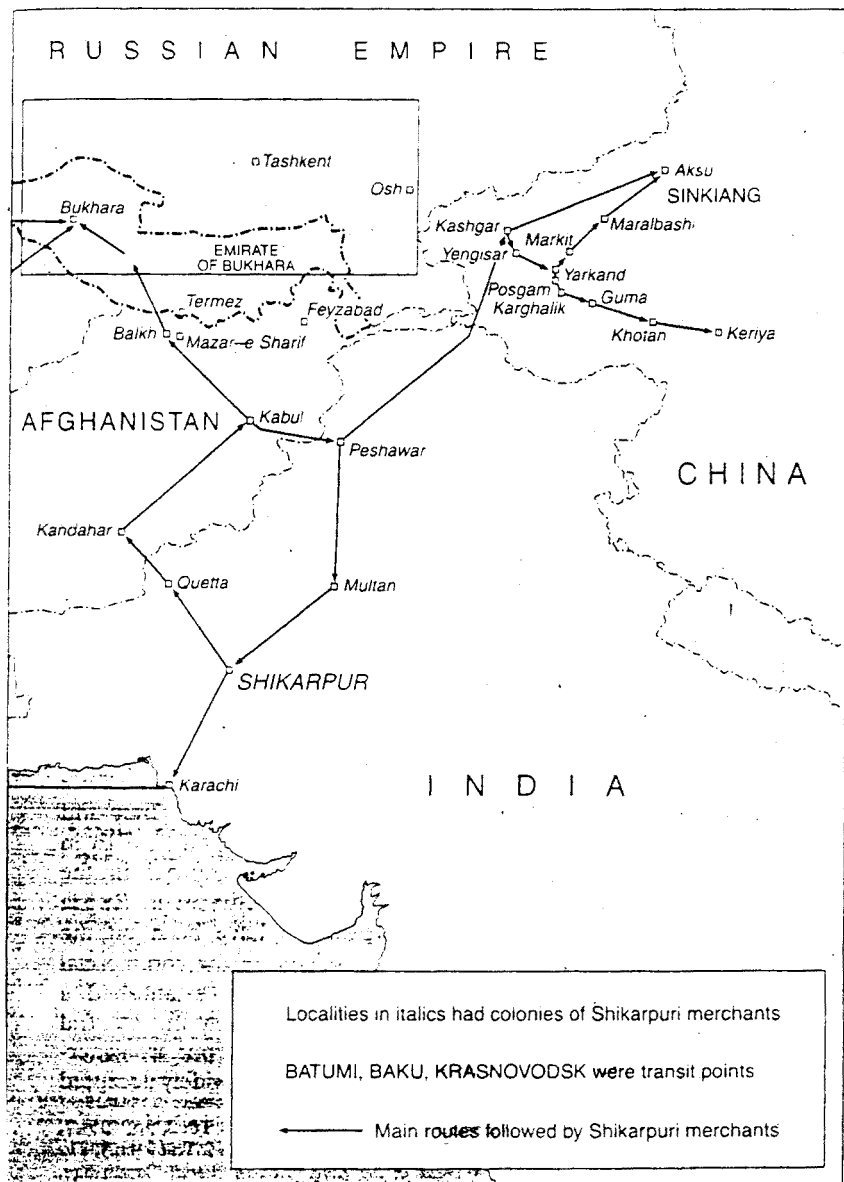 RUSSIAN EMPIRE
Tashkent
Osh
Aksu
SINKIANG
Bukhara
Maralbashi
Kashgar
Markit
EMIRATE
OF BUKHARA
Yengisar
Yarkand
Posgam
Guma
Karghalik
Termez
Feyzabad
Khotan
Keriya
Balkh
Mazar-e Sharif
AFGHANISTAN
Kabul
Peshawar
CHINA
Kandahar
Quetta
Multan
SHIKARPUR
Karachi
INDIA
Localities in italics had colonies of Shikarpuri merchants
BATUMI, BAKU, KRASNOVODSK were transit points
Main routes followed by Shikarpuri merchants